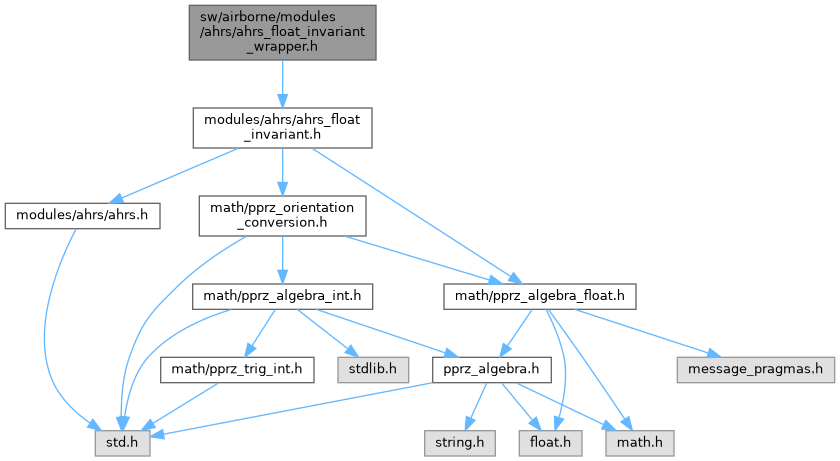 sw/airborne/modules
/ahrs/ahrs_float_invariant
_wrapper.h
modules/ahrs/ahrs_float
_invariant.h
modules/ahrs/ahrs.h
math/pprz_orientation
_conversion.h
math/pprz_algebra_int.h
math/pprz_algebra_float.h
math/pprz_trig_int.h
stdlib.h
pprz_algebra.h
message_pragmas.h
std.h
string.h
float.h
math.h